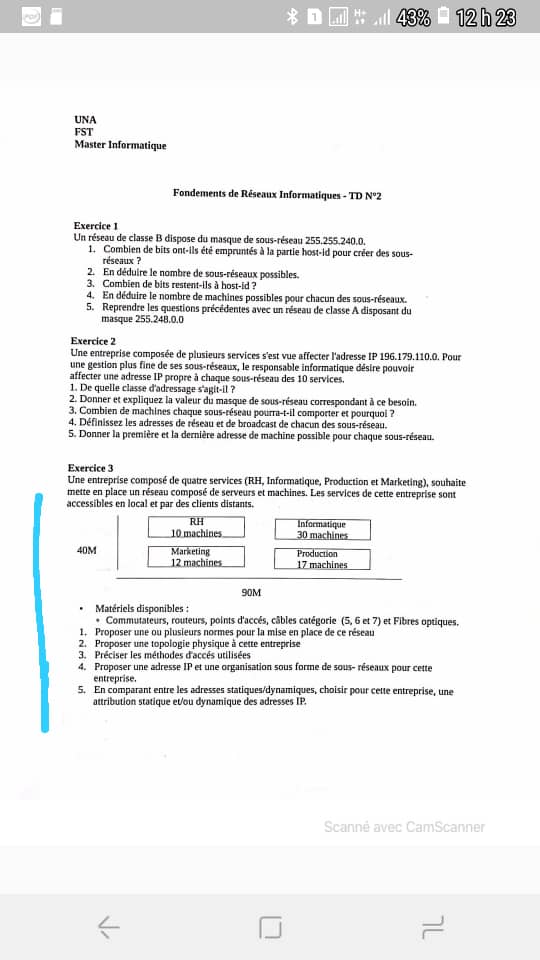 PDF
1
H+
43%
12 h 23
UNA
FST
Master Informatique
Fondements de Réseaux Informatiques - TD N°2
Exercice 1
Un réseau de classe B dispose du masque de sous-réseau 255.255.240.0.
1. Combien de bits ont-ils été empruntés à la partie host-id pour créer des sous-
réseaux ?
2. En déduire le nombre de sous-réseaux possibles.
3. Combien de bits restent-ils à host-id ?
4. En déduire le nombre de machines possibles pour chacun des sous-réseaux.
5. Reprendre les questions précédentes avec un réseau de classe A disposant du
masque 255.248.0.0
Exercice 2
Une entreprise composée de plusieurs services s'est vue affecter l'adresse IP 196.179.110.0. Pour
une gestion plus fine de ses sous-réseaux, le responsable informatique désire pouvoir
affecter une adresse IP propre à chaque sous-réseau des 10 services.
1. De quelle classe d'adressage s'agit-il ?
2. Donner et expliquez la valeur du masque de sous-réseau correspondant à ce besoin.
3. Combien de machines chaque sous-réseau pourra-t-il comporter et pourquoi ?
4. Définissez les adresses de réseau et de broadcast de chacun des sous-réseau.
5. Donner la première et la dernière adresse de machine possible pour chaque sous-réseau.
Exercice 3
Une entreprise composé de quatre services (RH, Informatique, Production et Marketing), souhaite
mette en place un réseau composé de serveurs et machines. Les services de cette entreprise sont
accessibles en local et par des clients distants.
RH
10 machines
Informatique
30 machines
40M
Marketing
12 machines
Production
17 machines
90M
• Matériels disponibles :
• Commutateurs, routeurs, points d'accés, câbles catégorie (5, 6 et 7) et Fibres optiques.
1. Proposer une ou plusieurs normes pour la mise en place de ce réseau
2. Proposer une topologie physique à cette entreprise
3. Préciser les méthodes d'accés utilisées
4. Proposer une adresse IP et une organisation sous forme de sous- réseaux pour cette
entreprise.
5. En comparant entre les adresses statiques/dynamiques, choisir pour cette entreprise, une
attribution statique et/ou dynamique des adresses IP.
Scanné avec CamScanner